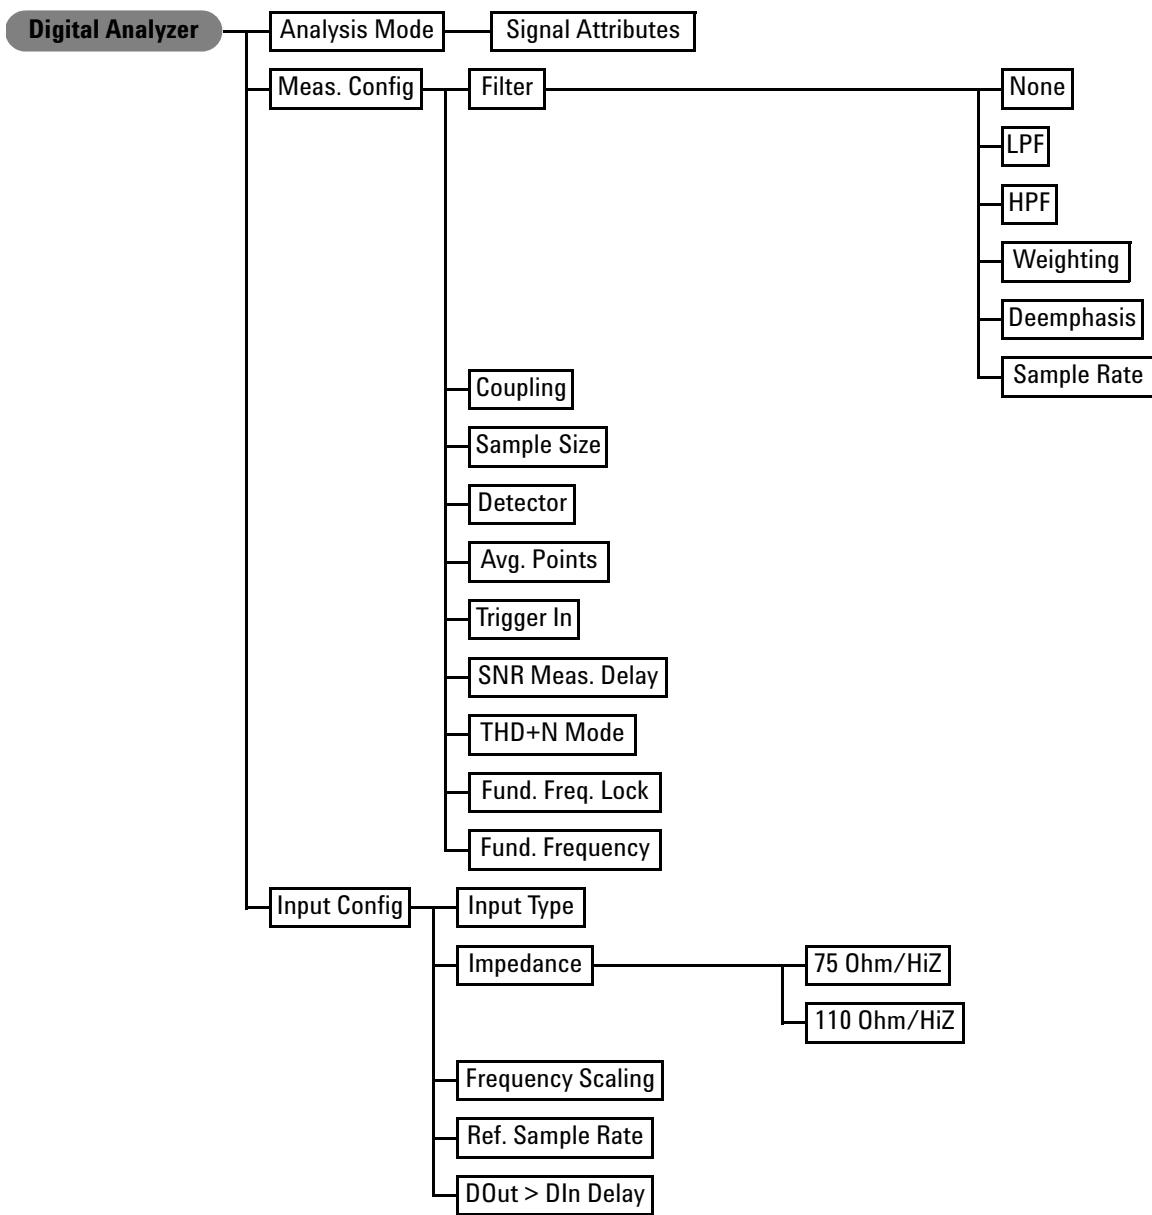 Digital Analyzer
Analysis Mode
Signal Attributes
Meas. Config
Filter
None
LPF
HPF
Weighting
Deemphasis
Sample Rate
Coupling
Sample Size
Detector
Avg. Points
Trigger In
SNR Meas. Delay
THD+N Mode
Fund. Freq. Lock
Fund. Frequency
Input Config
Input Type
Impedance
75 Ohm/HiZ
110 Ohm/HiZ
Frequency Scaling
Ref. Sample Rate
DOut > DIn Delay